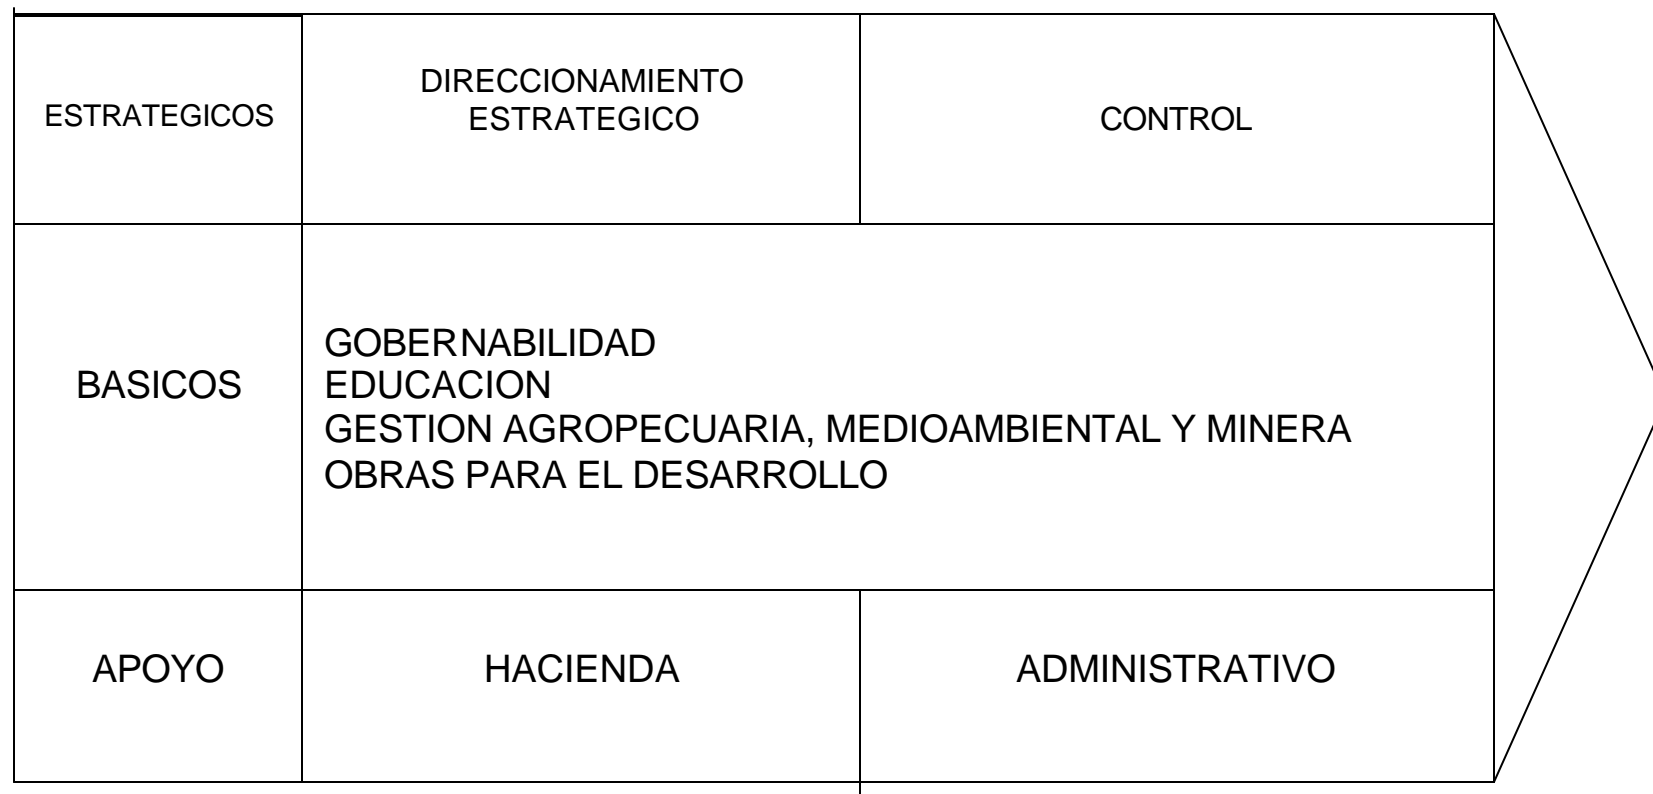 ESTRATEGICOS
DIRECCIONAMIENTO
ESTRATEGICO
CONTROL
BASICOS
GOBERNABILIDAD
EDUCACION
GESTION AGROPECUARIA, MEDIOAMBIENTAL Y MINERA
OBRAS PARA EL DESARROLLO
APOYO
HACIENDA
ADMINISTRATIVO